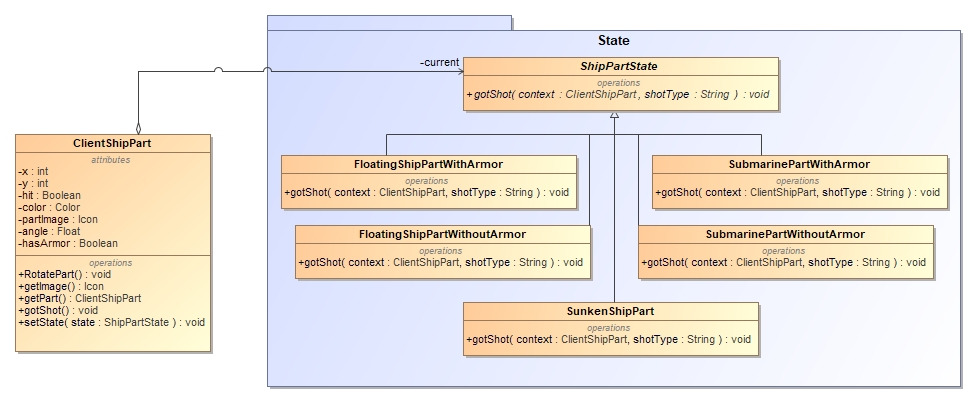 State
-current
ShipPartState
operations
+gotShot( context : ClientShipPart, shotType : String ) : void
ClientShipPart
attributes
-x : int
-y : int
-hit : Boolean
-color : Color
-partImage : Icon
-angle : Float
-hasArmor : Boolean
operations
+RotatePart() : void
+getImage() : Icon
+getPart() : ClientShipPart
+gotShot() : void
+setState( state : ShipPartState ) : void
FloatingShipPartWithArmor
operations
+gotShot( context : ClientShipPart, shotType : String ) : void
SubmarinePartWithArmor
operations
+gotShot( context : ClientShipPart, shotType : String ) : void
FloatingShipPartWithoutArmor
operations
+gotShot( context : ClientShipPart, shotType : String ) : void
SubmarinePartWithoutArmor
operations
+gotShot( context : ClientShipPart, shotType : String ) : void
SunkenShipPart
operations
+gotShot( context : ClientShipPart, shotType : String ) : void